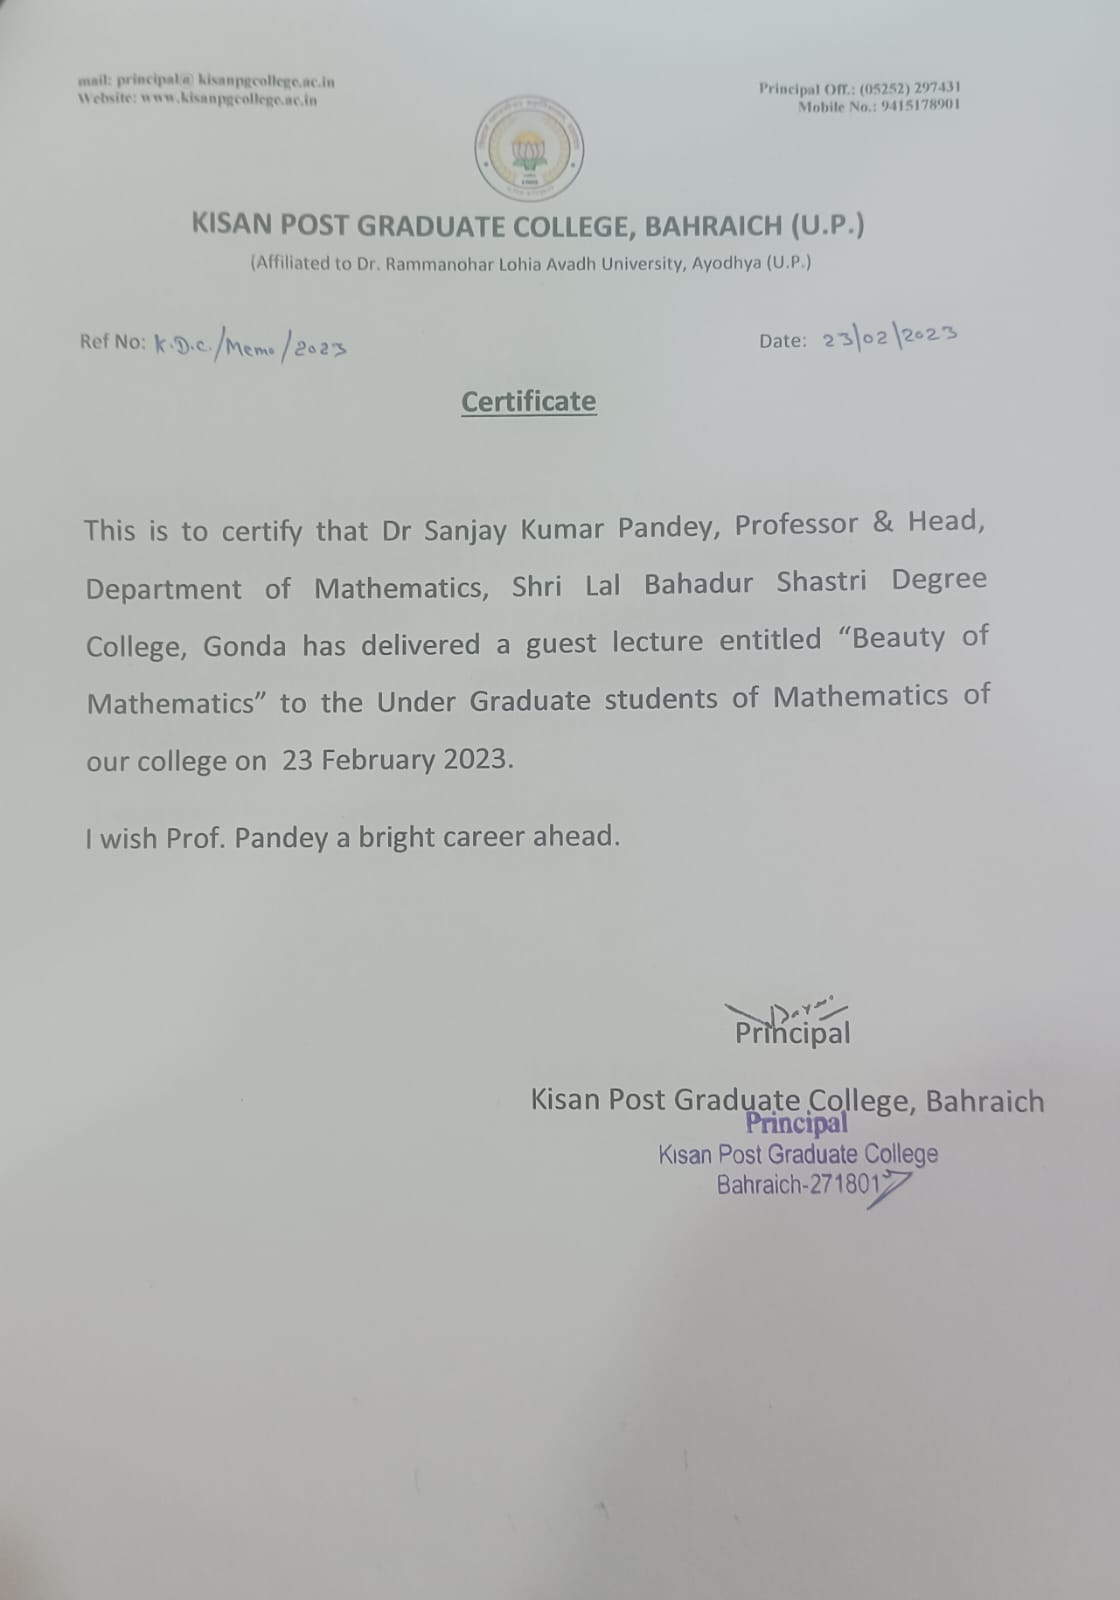 mail: principal@ kisanpgcollege.ac.in
Website: www.kisanpgcollege.ac.in
Principal Off.: (05252) 297431
Mobile No.: 9415178901
KISAN POST GRADUATE COLLEGE, BAHRAICH (U.P.)
(Affiliated to Dr. Rammanohar Lohia Avadh University, Ayodhya (U.P.)
Ref No: K.D.C./Memo/2023
Date: 23/02/2023
Certificate
This is to certify that Dr Sanjay Kumar Pandey, Professor & Head,
Department of Mathematics, Shri Lal Bahadur Shastri Degree
College, Gonda has delivered a guest lecture entitled “Beauty of
Mathematics” to the Under Graduate students of Mathematics of
our college on 23 February 2023.
I wish Prof. Pandey a bright career ahead.
Principal
Kisan Post Graduate College, Bahraich
Principal
Kisan Post Graduate College
Bahraich-271801